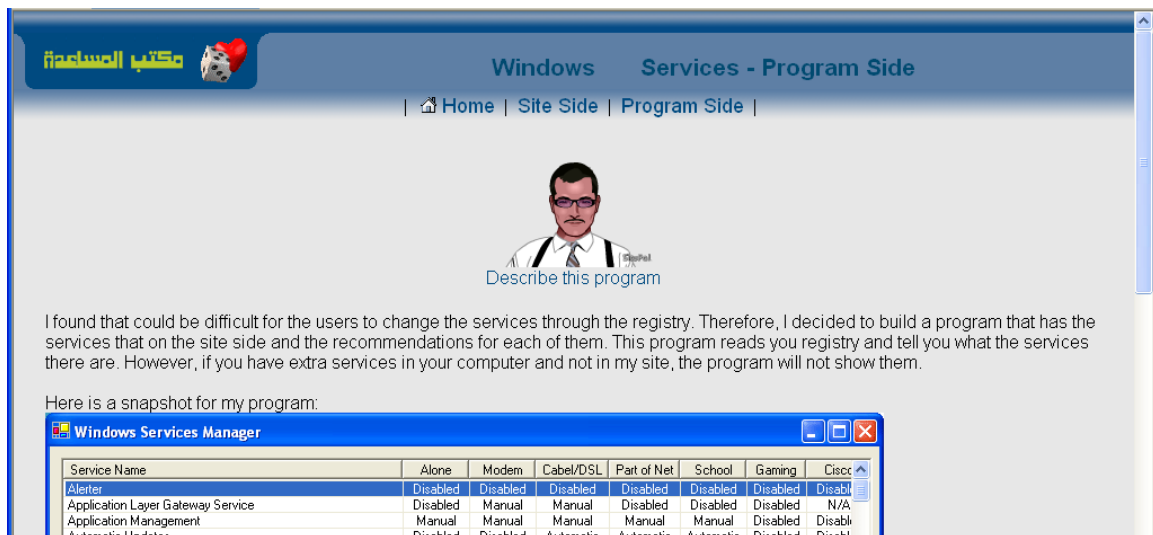 مكتب المساعدة
Windows Services - Program Side
| Home | Site Side | Program Side |
Describe this program
I found that could be difficult for the users to change the services through the registry. Therefore, I decided to build a program that has the
services that on the site side and the recommendations for each of them. This program reads you registry and tell you what the services
there are. However, if you have extra services in your computer and not in my site, the program will not show them.
Here is a snapshot for my program:
Windows Services Manager
Service Name Alone Modem Cabel/DSL Part of Net School Gaming
Alerter Disabled Disabled Disabled Disabled Disabled Disabled
Application Layer Gateway Service Disabled Manual Manual Disabled Disabled Disabled N/A
Application Management Manual Manual Manual Manual Manual Disabled